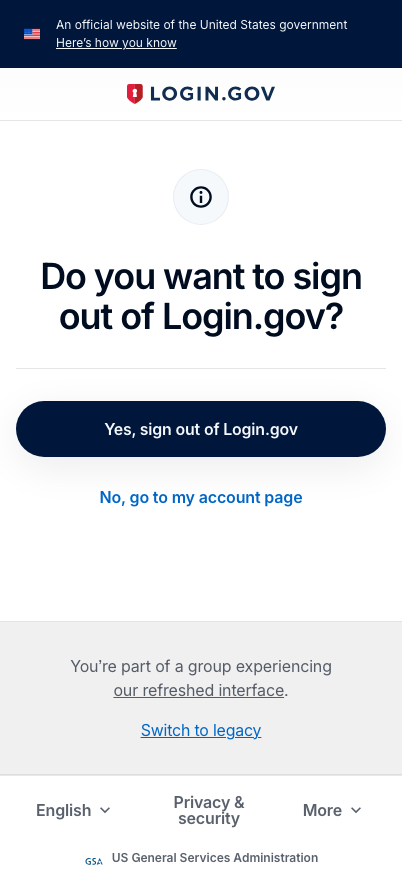 An official website of the United States government
Here’s how you know
LOGIN.GOV
Do you want to sign
out of Login.gov?
Yes, sign out of Login.gov
No, go to my account page
You’re part of a group experiencing
our refreshed interface.
Switch to legacy
English
Privacy &
security
More
GSA US General Services Administration